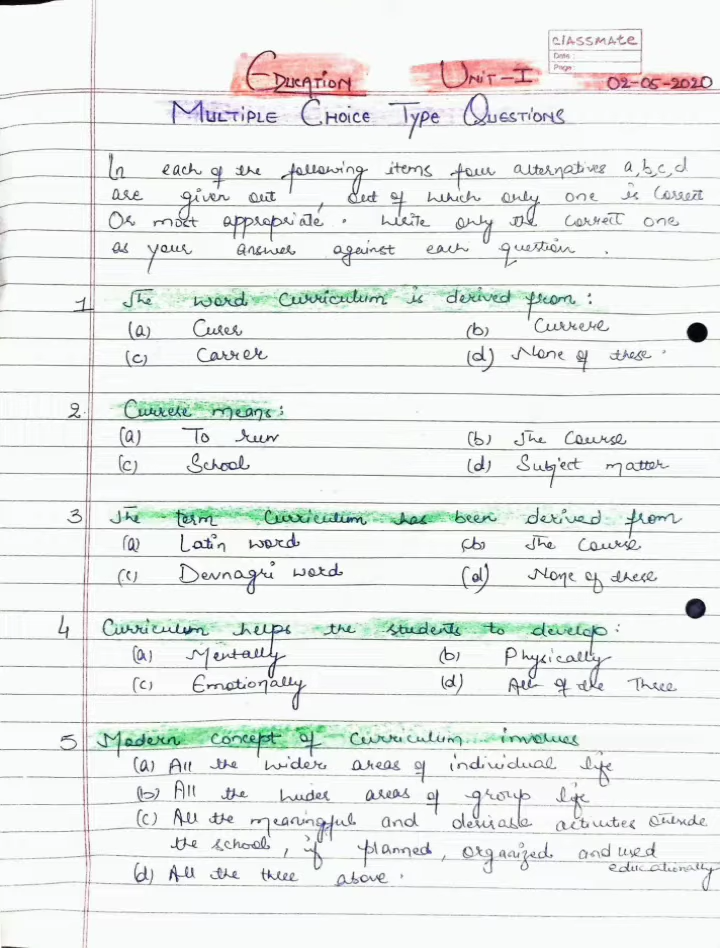 classmate
Date
Page
EDUCATION UNIT-I 02-05-2020
MULTIPLE CHOICE TYPE QUESTIONS
In each of the following items four alternatives a,b,c,d
are given out, out of which only one is correct
Or most appropriate. Write only the correct one
as your answer against each question.
1 The word Curriculum is derived from:
(a) Cures (b) Currere
(c) Carrer (d) None of these.
2. Currere means:
(a) To run (b) The Course
(c) School (d) Subject matter
3 The term Curriculum has been derived from
(a) Latin word (b) The Course
(c) Devnagri word (d) None of these
4 Curriculum helps the students to develop:
(a) Mentally (b) Physically
(c) Emotionally (d) All of the Three
5 Modern concept of Curriculum involves
(a) All the wider areas of individual life
(b) All the wider areas of group life
(c) All the meaningful and desirable activities outside
the school, if planned, organized and used
educationally
(d) All the three above.